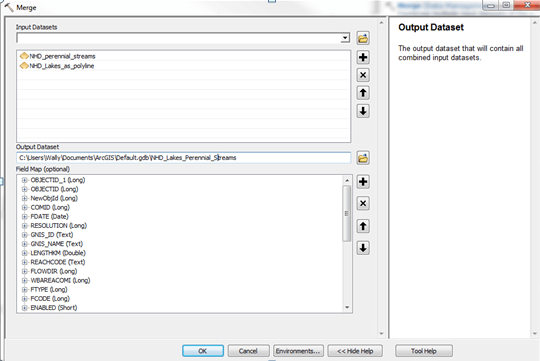 Merge
Input Datasets
NHD_perennial_streams
NHD_Lakes_as_polyline
Output Dataset
C:\Users\Wally\Documents\ArcGIS\Default.gdb\NHD_Lakes_Perennial_Streams
Field Map (optional)
OBJECTID_1 (Long)
OBJECTID (Long)
NewObjId (Long)
COMID (Long)
FDATE (Date)
RESOLUTION (Long)
GNIS_ID (Text)
GNIS_NAME (Text)
LENGTHKM (Double)
REACHCODE (Text)
FLOWDIR (Long)
WBAREACOMI (Long)
FTYPE (Long)
FCODE (Long)
ENABLED (Short)
OK
Cancel
Environments...
<< Hide Help
Tool Help
Output Dataset
The output dataset that will contain all
combined input datasets.